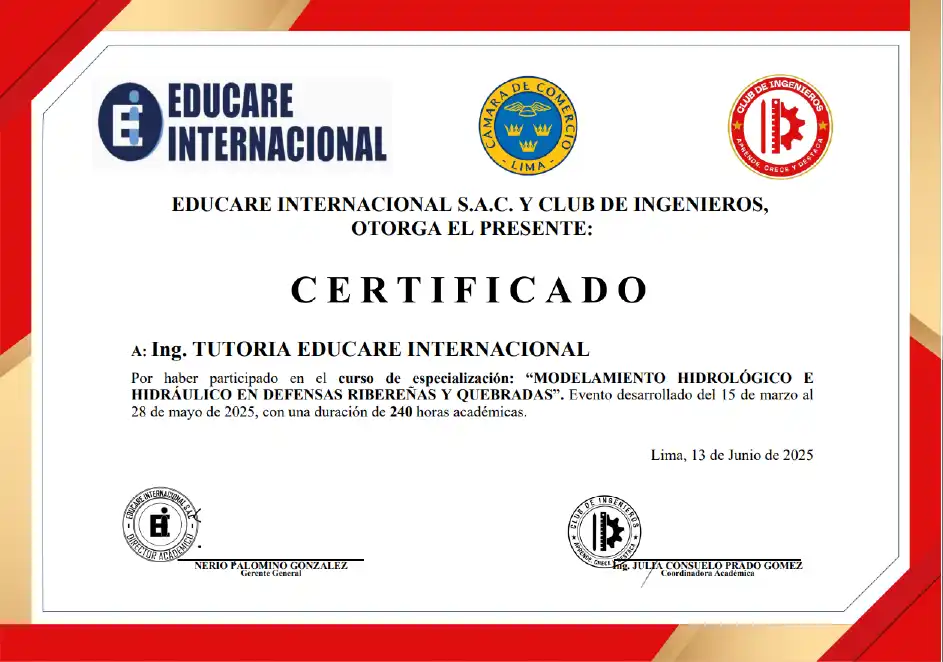 EDUCARE
INTERNACIONAL
CÁMARA DE COMERCIO
- LIMA -
CLUB DE INGENIEROS
APRENDE, CRECE Y DESTACA
EDUCARE INTERNACIONAL S.A.C. Y CLUB DE INGENIEROS,
OTORGA EL PRESENTE:
CERTIFICADO
A: Ing. TUTORIA EDUCARE INTERNACIONAL
Por haber participado en el curso de especialización: “MODELAMIENTO HIDROLÓGICO E
HIDRÁULICO EN DEFENSAS RIBEREÑAS Y QUEBRADAS”. Evento desarrollado del 15 de marzo al
28 de mayo de 2025, con una duración de 240 horas académicas.
Lima, 13 de Junio de 2025
EDUCARE INTERNACIONAL S.A.C.
EI
DIRECTOR ACADÉMICO
NERIO PALOMINO GONZALEZ
Gerente General
CLUB DE INGENIEROS
APRENDE, CRECE Y DESTACA
Ing. JULIA CONSUELO PRADO GOMEZ
Coordinadora Académica